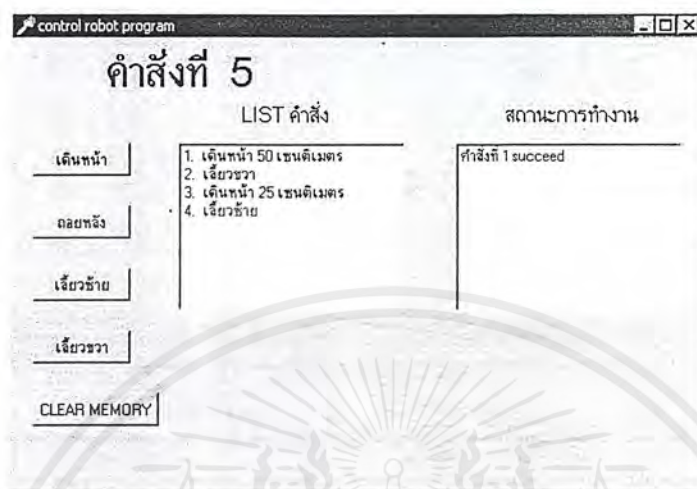 control robot program
คำสั่งที่ 5
LIST คำสั่ง
สถานะการทำงาน
เดินหน้า
ถอยหลัง
เลี้ยวซ้าย
เลี้ยวขวา
CLEAR MEMORY
1. เดินหน้า 50 เซนติเมตร
2. เลี้ยวขวา
3. เดินหน้า 25 เซนติเมตร
4. เลี้ยวซ้าย
คำสั่งที่ 1 succeed